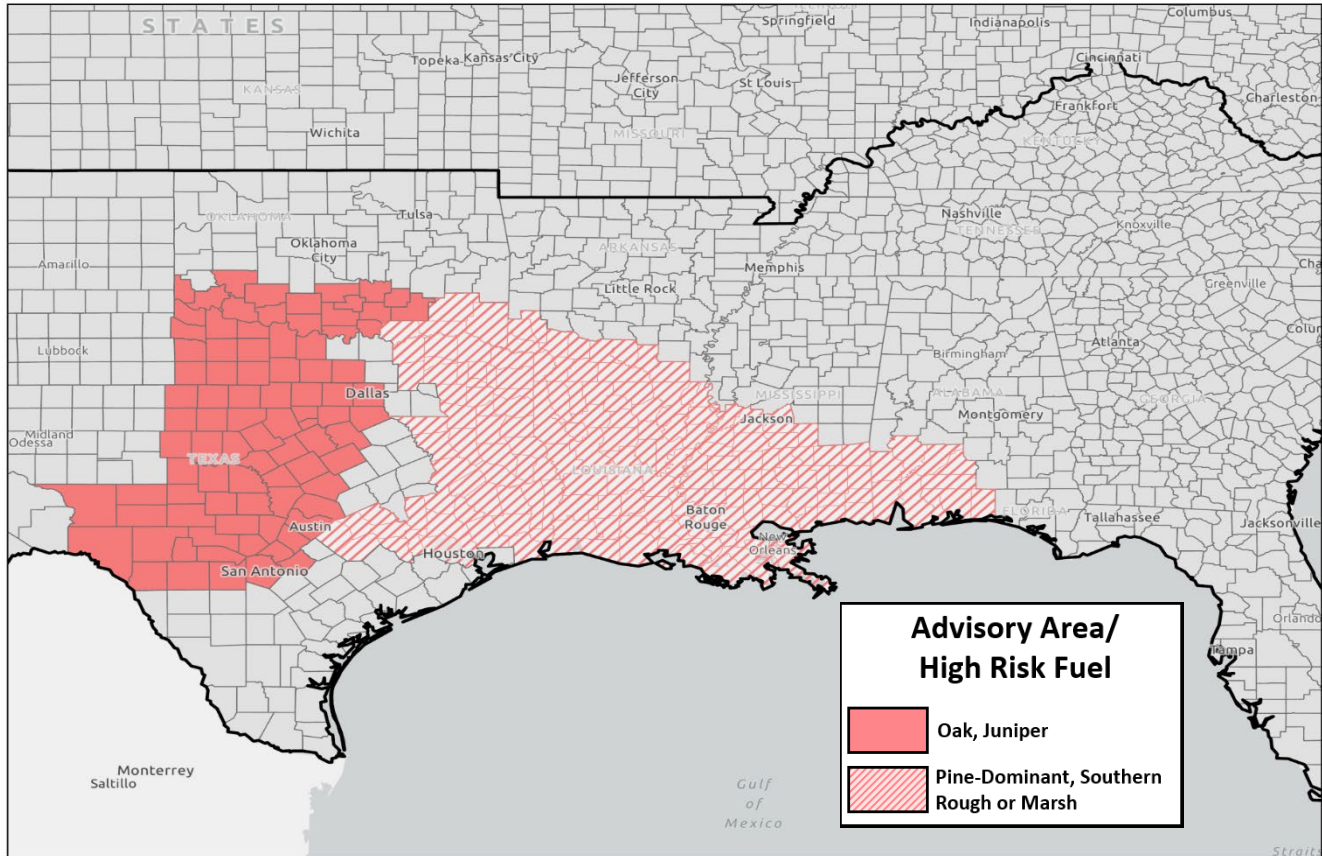 Columbus
Springfield
Indianapolis
STATES
Topeka
Kansas City
Cincinnati
Jefferson
City
St Louis
KANSAS
Frankfort
Charleston
Wichita
MISSOURI
KENTUCKY
OKLAHOMA
Tulsa
Nashville
Knoxville
TENNESSEE
Oklahoma
City
ARKANSAS
Amarillo
Memphis
Little Rock
Greenville
Lubbock
Atlanta
Birmingham
Dallas
MISSISSIPPI
ALABAMA
GEORGIA
Jackson
Montgomery
Midland
Odessa
TEXAS
LOUISIANA
Baton
Rouge
FLORIDA
Austin
Tallahassee
Jacksonville
Houston
New
Orleans
San Antonio
Orlando
Tampa
Monterrey
Saltillo
Gulf
of
Mexico
Straits
Advisory Area/
High Risk Fuel
Oak, Juniper
Pine-Dominant, Southern
Rough or Marsh